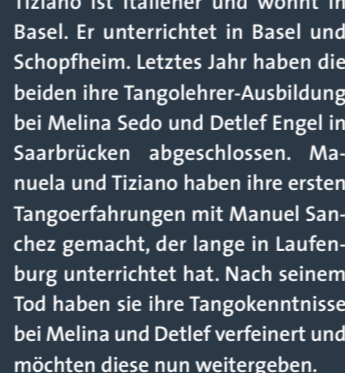 Tiziano ist Italiener und wohnt in
Basel. Er unterrichtet in Basel und
Schopfheim. Letztes Jahr haben die
beiden ihre Tangolehrer-Ausbildung
bei Melina Sedo und Detlef Engel in
Saarbrücken abgeschlossen. Ma-
nuela und Tiziano haben ihre ersten
Tangoerfahrungen mit Manuel San-
chez gemacht, der lange in Laufen-
burg unterrichtet hat. Nach seinem
Tod haben sie ihre Tangokenntnisse
bei Melina und Detlef verfeinert und
möchten diese nun weitergeben.